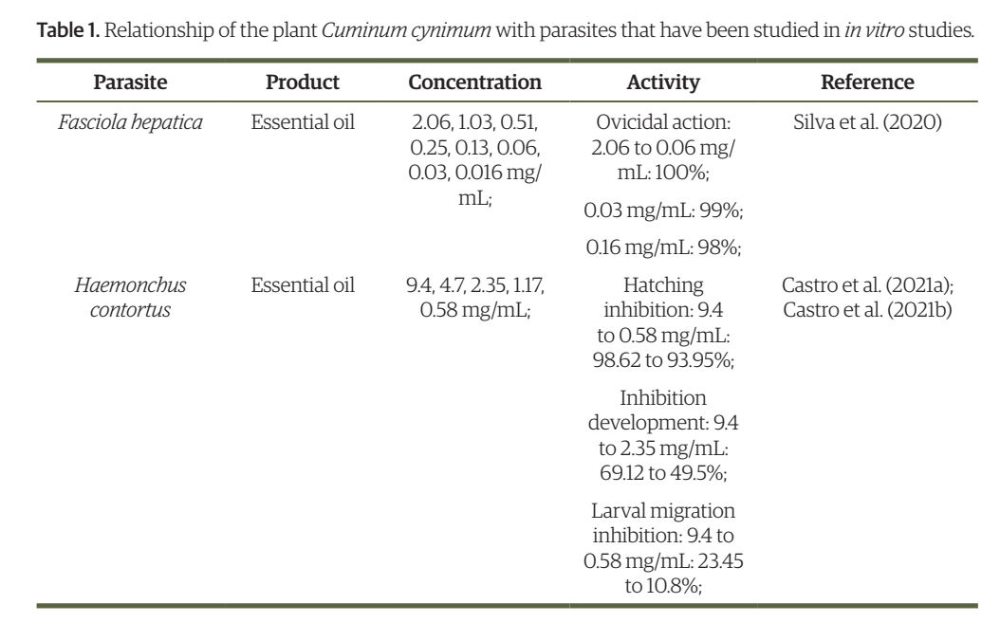 Table 1. Relationship of the plant Cuminum cynimum with parasites that have been studied in in vitro studies.
Parasite Product Concentration Activity Reference
Fasciola hepatica
Essential oil
2.06, 1.03, 0.51,
0.25, 0.13, 0.06,
0.03, 0.016 mg/
mL;
Ovicidal action:
2.06 to 0.06 mg/
mL: 100%;
0.03 mg/mL: 99%;
0.16 mg/mL: 98%;
Silva et al. (2020)
Haemonchus
contortus
Essential oil
9.4, 4.7, 2.35, 1.17,
0.58 mg/mL;
Hatching
inhibition: 9.4
to 0.58 mg/mL:
98.62 to 93.95%;
Inhibition
development: 9.4
to 2.35 mg/mL:
69.12 to 49.5%;
Larval migration
inhibition: 9.4 to
0.58 mg/mL: 23.45
to 10.8%;
Castro et al. (2021a);
Castro et al. (2021b)